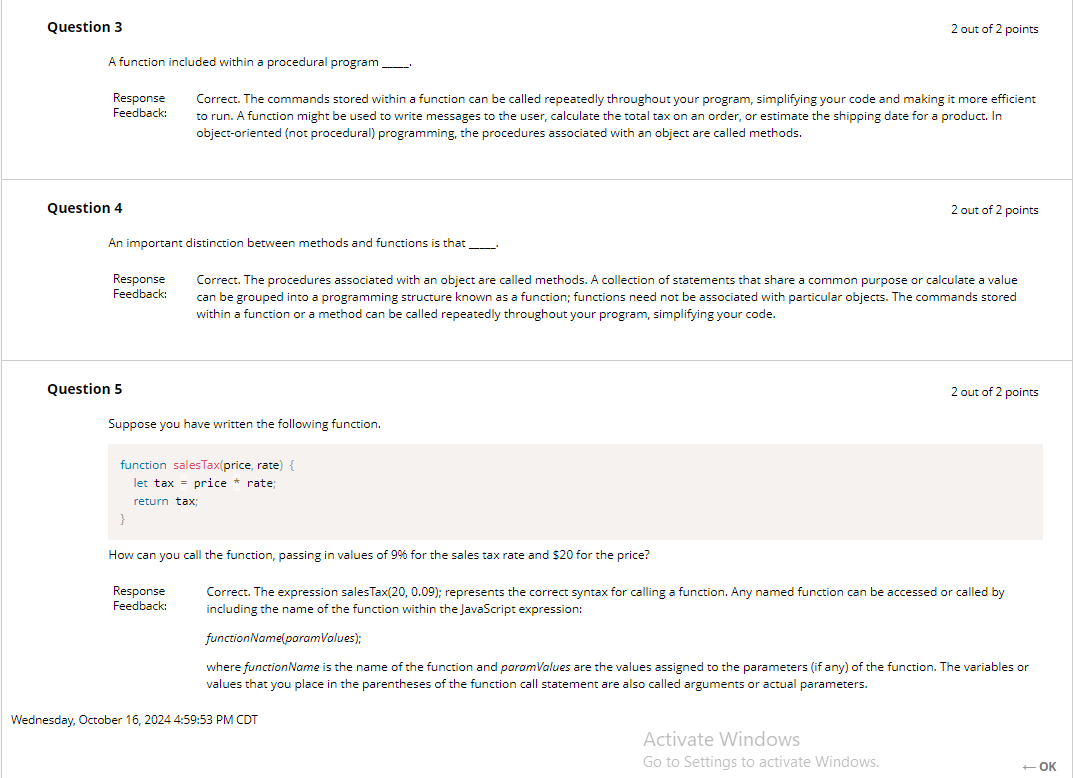 Question 3
2 out of 2 points
A function included within a procedural program _____.
Response
Feedback:
Correct. The commands stored within a function can be called repeatedly throughout your program, simplifying your code and making it more efficient
to run. A function might be used to write messages to the user, calculate the total tax on an order, or estimate the shipping date for a product. In
object-oriented (not procedural) programming, the procedures associated with an object are called methods.
Question 4
2 out of 2 points
An important distinction between methods and functions is that _____.
Response
Feedback:
Correct. The procedures associated with an object are called methods. A collection of statements that share a common purpose or calculate a value
can be grouped into a programming structure known as a function; functions need not be associated with particular objects. The commands stored
within a function or a method can be called repeatedly throughout your program, simplifying your code.
Question 5
2 out of 2 points
Suppose you have written the following function.
function salesTax(price, rate) {
let tax = price * rate;
return tax;
}
How can you call the function, passing in values of 9% for the sales tax rate and $20 for the price?
Response
Feedback:
Correct. The expression salesTax(20, 0.09); represents the correct syntax for calling a function. Any named function can be accessed or called by
including the name of the function within the JavaScript expression:
functionName(paramValues);
where functionName is the name of the function and paramValues are the values assigned to the parameters (if any) of the function. The variables or
values that you place in the parentheses of the function call statement are also called arguments or actual parameters.
Wednesday, October 16, 2024 4:59:53 PM CDT
Activate Windows
Go to Settings to activate Windows.
← OK